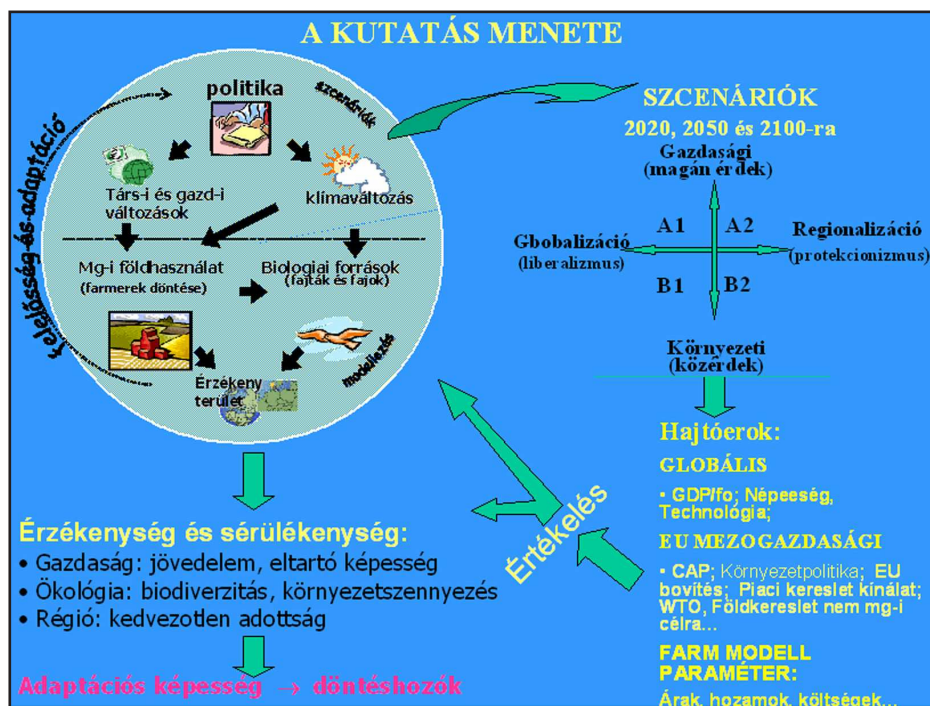 A KUTATÁS MENETE
felelősség és adaptáció
politika
szcenáriók
Társ-i és gazd-i
változások
klímaváltozás
Mg-i földhasználat
(farmerek döntése)
Biologiai források
(fajták és fajok)
modellezés
Érzékeny
terület
SZCENÁRIÓK
2020, 2050 és 2100-ra
Gazdasági
(magán érdek)
A1 A2
Gbobalizáció
(liberalizmus)
Regionalizáció
(protekcionizmus)
B1 B2
Környezeti
(közérdek)
Hajtóerok:
GLOBÁLIS
• GDP/fo; Népeeség,
Technológia;
EU MEZOGAZDASÁGI
• CAP; Környezetpolitika; EU
bovítés; Piaci kereslet kínálat;
WTO, Földkereslet nem mg-i
célra...
FARM MODELL
PARAMÉTER:
Árak, hozamok, költségek...
Értékelés
Érzékenység és sérülékenység:
• Gazdaság: jövedelem, eltartó képesség
• Ökológia: biodiverzitás, környezetszennyezés
• Régió: kedvezotlen adottság
Adaptációs képesség → döntéshozók